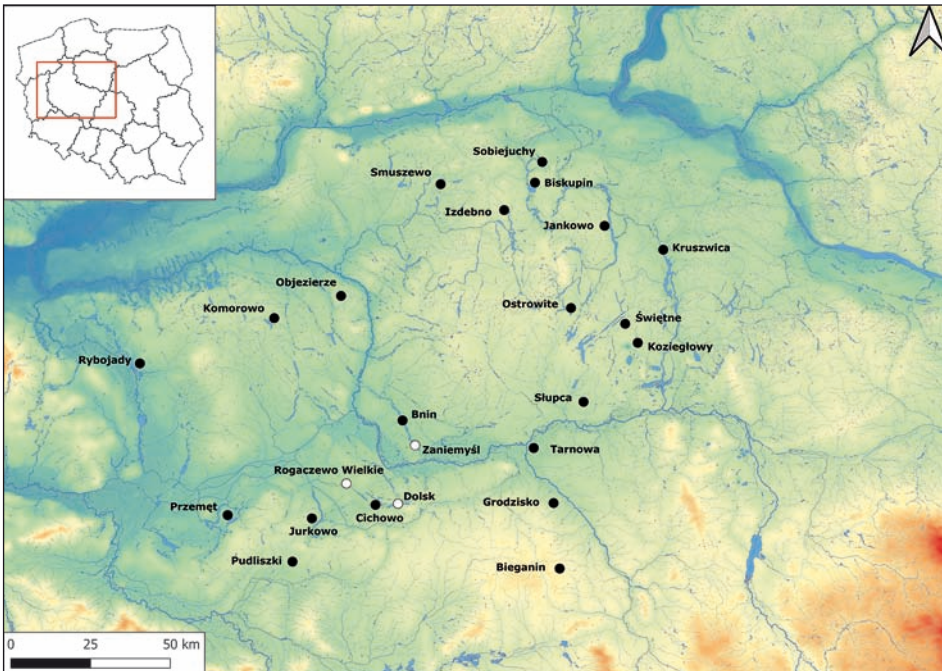 Sobiejuchy
Smuszewo
Biskupin
Izdebno
Jankowo
Kruszwica
Objezierze
Komorowo
Ostrowite
Świętne
Koziegłowy
Rybojady
Słupca
Bnin
Zaniemyśl
Tarnowa
Rogaczewo Wielkie
Dolsk
Grodzisko
Przemęt
Cichowo
Jurkowo
Pudliszki
Bieganin
0 25 50 km